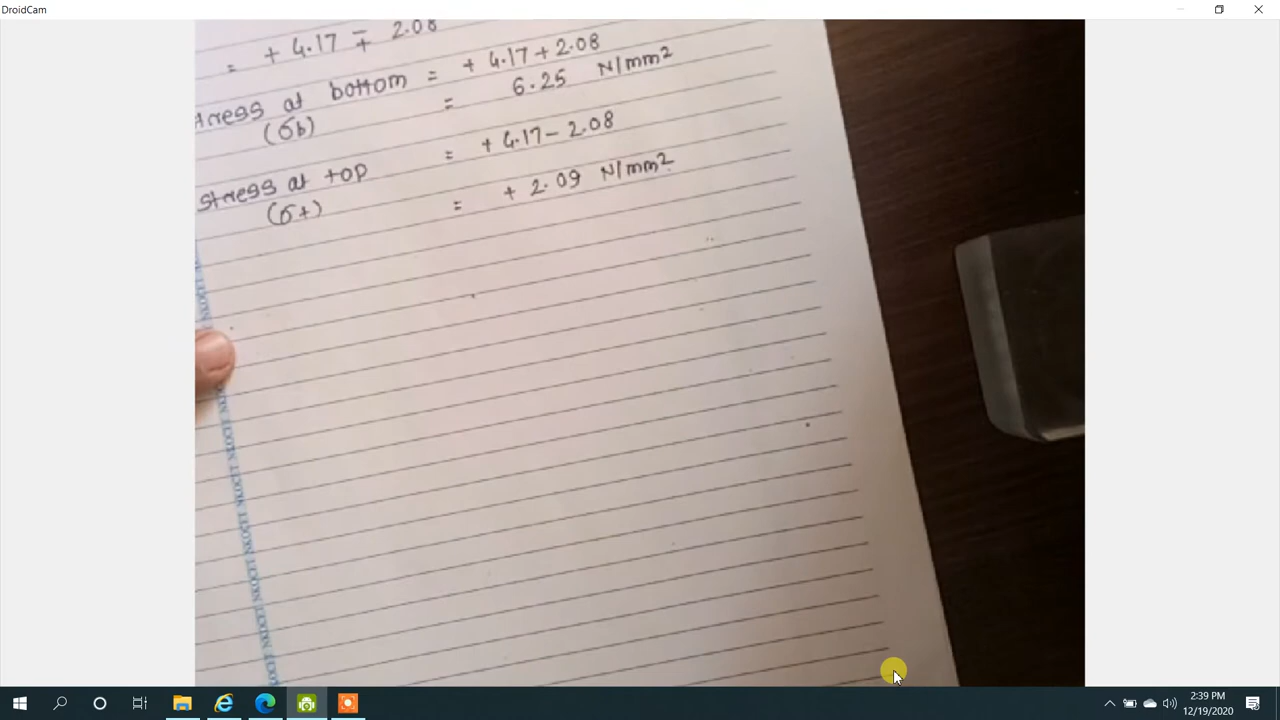 DroidCam
= + 4.17 ∓ 2.08
stress at bottom = + 4.17 + 2.08
(σb) = 6.25 N/mm2
stress at top = + 4.17 - 2.08
(σt) = + 2.09 N/mm2
2:39 PM
12/19/2020